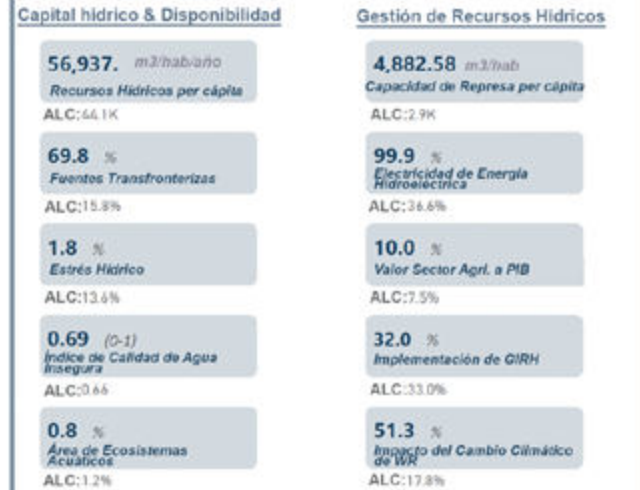 Capital hídrico & Disponibilidad
56,937. m3/hab/año
Recursos Hídricos per cápita
ALC:44.1K
69.8 %
Fuentes Transfronterizas
ALC:15.8%
1.8 %
Estrés Hídrico
ALC:13.6%
0.69 (0-1)
Índice de Calidad de Agua
Insegura
ALC:0.66
0.8 %
Área de Ecosistemas
Acuáticos
ALC:1.2%
Gestión de Recursos Hídricos
4,882.58 m3/hab
Capacidad de Represa per cápita
ALC:2.9K
99.9 %
Electricidad de Energía
Hidroeléctrica
ALC:36.6%
10.0 %
Valor Sector Agrí. a PIB
ALC:7.5%
32.0 %
Implementación de GIRH
ALC:33.0%
51.3 %
Impacto del Cambio Climático
de WR
ALC:17.8%